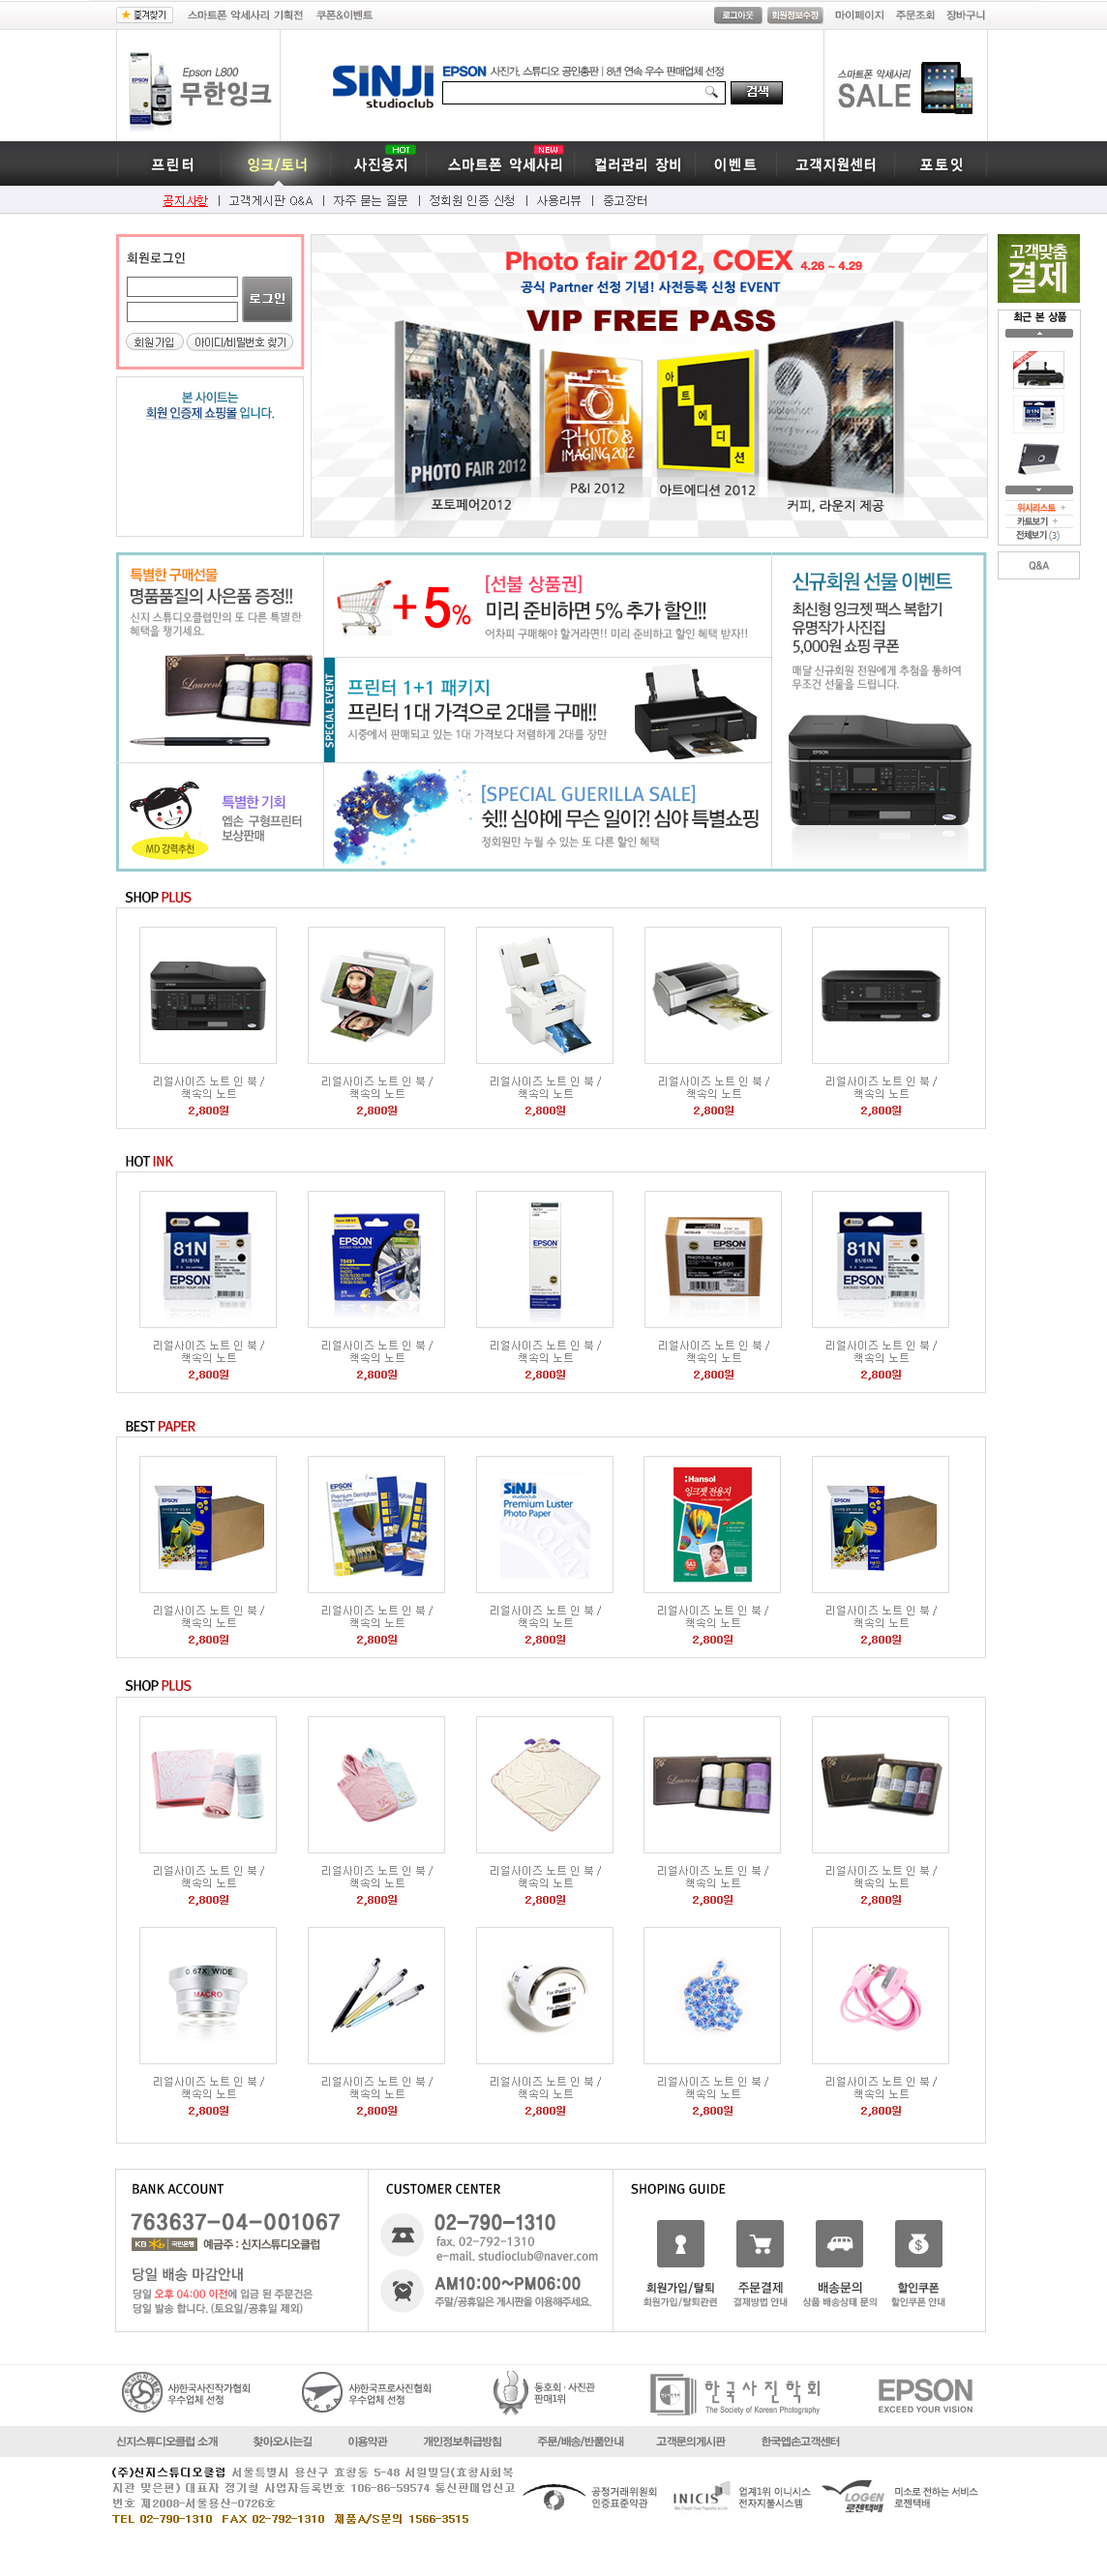 즐겨찾기 스마트폰 악세사리 기획전 쿠폰&이벤트 로그아웃 회원정보수정 마이페이지 주문조회 장바구니
Epson L800
무한잉크
SINJI
studioclub
EPSON 사진가, 스튜디오 공인총판 | 8년 연속 우수 판매업체 선정
검색
스마트폰 악세사리
SALE
HOT NEW
프린터 잉크/토너 사진용지 스마트폰 악세사리 컬러관리 장비 이벤트 고객지원센터 포토잇
공지사항 | 고객게시판 Q&A | 자주 묻는 질문 | 정회원 인증 신청 | 사용리뷰 | 중고장터
회원로그인
로그인
회원가입 아이디/비밀번호 찾기
본 사이트는
회원 인증제 쇼핑몰 입니다.
Photo fair 2012, COEX 4.26 ~ 4.29
공식 Partner 선정 기념! 사전등록 신청 EVENT
VIP FREE PASS
PHOTO FAIR 2012
PHOTO &
IMAGING 2012
아
트
에
디
션
doubleshot
포토페어2012
P&I 2012
아트에디션 2012
커피, 라운지 제공
고객맞춤
결제
최근 본 상품
81N
위시리스트 +
카트보기 +
전체보기 (3)
Q&A
특별한 구매선물
명품품질의 사은품 증정!!
신지 스튜디오클럽만의 또 다른 특별한
혜택을 챙기세요.
+ 5%
[선불 상품권]
미리 준비하면 5% 추가 할인!!
어차피 구매해야 할거라면!! 미리 준비하고 할인 혜택 받자!!
SPECIAL EVENT
프린터 1+1 패키지
프린터 1대 가격으로 2대를 구매!!
시중에서 판매되고 있는 1대 가격보다 저렴하게 2대를 장만
신규회원 선물 이벤트
최신형 잉크젯 팩스 복합기
유명작가 사진집
5,000원 쇼핑 쿠폰
매달 신규회원 전원에게 추첨을 통하여
무조건 선물을 드립니다.
MD 강력추천
특별한 기회
엡손 구형프린터
보상판매
[SPECIAL GUERILLA SALE]
쉿!! 심야에 무슨 일이?! 심야 특별쇼핑
정회원만 누릴 수 있는 또 다른 할인 혜택
SHOP PLUS
리얼사이즈 노트 인 북 / 리얼사이즈 노트 인 북 / 리얼사이즈 노트 인 북 / 리얼사이즈 노트 인 북 / 리얼사이즈 노트 인 북 /
책속의 노트 책속의 노트 책속의 노트 책속의 노트 책속의 노트
2,800원 2,800원 2,800원 2,800원 2,800원
HOT INK
81N EPSON
EPSON
EPSON
EPSON T5801
81N EPSON
리얼사이즈 노트 인 북 / 리얼사이즈 노트 인 북 / 리얼사이즈 노트 인 북 / 리얼사이즈 노트 인 북 / 리얼사이즈 노트 인 북 /
책속의 노트 책속의 노트 책속의 노트 책속의 노트 책속의 노트
2,800원 2,800원 2,800원 2,800원 2,800원
BEST PAPER
EPSON
EPSON Premium Semigloss
SINJI
studioclub
Premium Luster
Photo Paper
Hansol
잉크젯 전용지
리얼사이즈 노트 인 북 / 리얼사이즈 노트 인 북 / 리얼사이즈 노트 인 북 / 리얼사이즈 노트 인 북 / 리얼사이즈 노트 인 북 /
책속의 노트 책속의 노트 책속의 노트 책속의 노트 책속의 노트
2,800원 2,800원 2,800원 2,800원 2,800원
SHOP PLUS
리얼사이즈 노트 인 북 / 리얼사이즈 노트 인 북 / 리얼사이즈 노트 인 북 / 리얼사이즈 노트 인 북 / 리얼사이즈 노트 인 북 /
책속의 노트 책속의 노트 책속의 노트 책속의 노트 책속의 노트
2,800원 2,800원 2,800원 2,800원 2,800원
0.67X WIDE
MACRO
리얼사이즈 노트 인 북 / 리얼사이즈 노트 인 북 / 리얼사이즈 노트 인 북 / 리얼사이즈 노트 인 북 / 리얼사이즈 노트 인 북 /
책속의 노트 책속의 노트 책속의 노트 책속의 노트 책속의 노트
2,800원 2,800원 2,800원 2,800원 2,800원
BANK ACCOUNT
763637-04-001067
KB 국민은행 예금주 : 신지스튜디오클럽
당일 배송 마감안내
당일 오후 04:00 이전에 입금 된 주문건은
당일 발송 합니다. (토요일/공휴일 제외)
CUSTOMER CENTER
02-790-1310
fax. 02-792-1310
e-mail. studioclub@naver.com
AM10:00~PM06:00
주말/공휴일은 게시판을 이용해주세요.
SHOPING GUIDE
회원가입/탈퇴 주문결제 배송문의 할인쿠폰
회원가입/탈퇴관련 결제방법 안내 상품 배송상태 문의 할인쿠폰 안내
사)한국사진작가협회
우수업체 선정
사)한국프로사진협회
우수업체 선정
동호회 · 사진관
판매1위
한국사진학회
The Society of Korean Photography
EPSON
EXCEED YOUR VISION
신지스튜디오클럽 소개 찾아오시는길 이용약관 개인정보취급방침 주문/배송/반품안내 고객문의게시판 한국엡손고객센터
(주)신지스튜디오클럽 서울특별시 용산구 효창동 5-48 서일빌딩(효창사회복
지관 맞은편) 대표자 정기철 사업자등록번호 106-86-59574 통신판매업신고
번호 제2008-서울용산-0726호
TEL 02-790-1310 FAX 02-792-1310 제품A/S문의 1566-3515
공정거래위원회
인증표준약관
INICIS
업계1위 이니시스
전자지불시스템
LOGEN
로젠택배
미소로 전하는 서비스
로젠택배